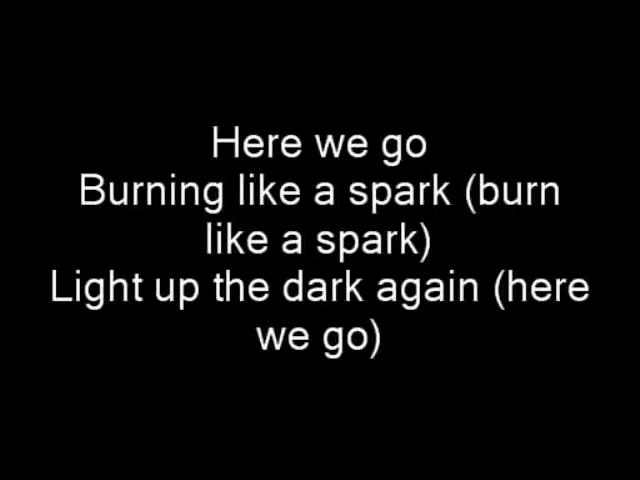 Here we go
Burning like a spark (burn
like a spark)
Light up the dark again (here
we go)